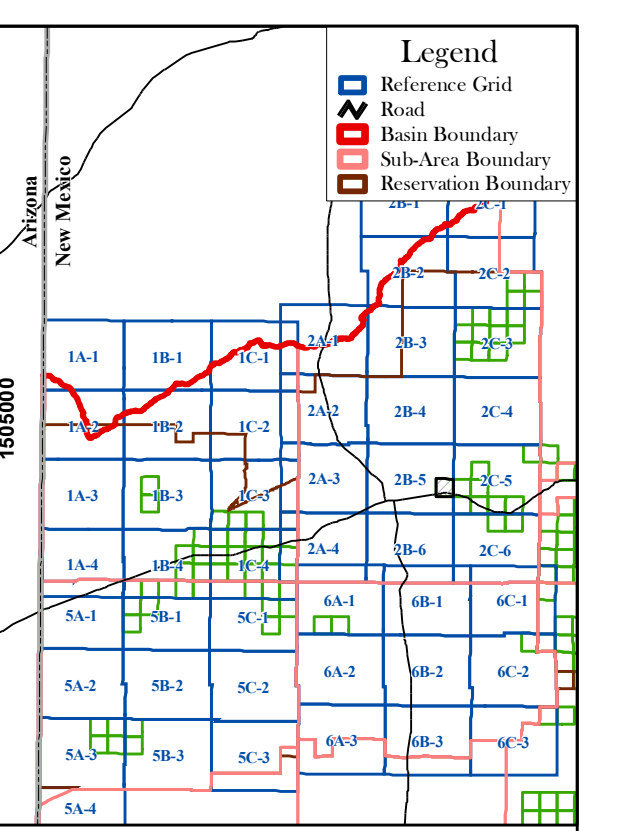 Legend
Reference Grid
Road
Basin Boundary
Sub-Area Boundary
Reservation Boundary
Arizona
New Mexico
1505000
2B-1 2C-1
2B-2 2C-2
1A-1 1B-1 1C-1 2A-1 2B-3 2C-3
1A-2 1B-2 1C-2 2A-2 2B-4 2C-4
1A-3 1B-3 1C-3 2A-3 2B-5 2C-5
1A-4 1B-4 1C-4 2A-4 2B-6 2C-6
5A-1 5B-1 5C-1 6A-1 6B-1 6C-1
5A-2 5B-2 5C-2 6A-2 6B-2 6C-2
5A-3 5B-3 5C-3 6A-3 6B-3 6C-3
5A-4